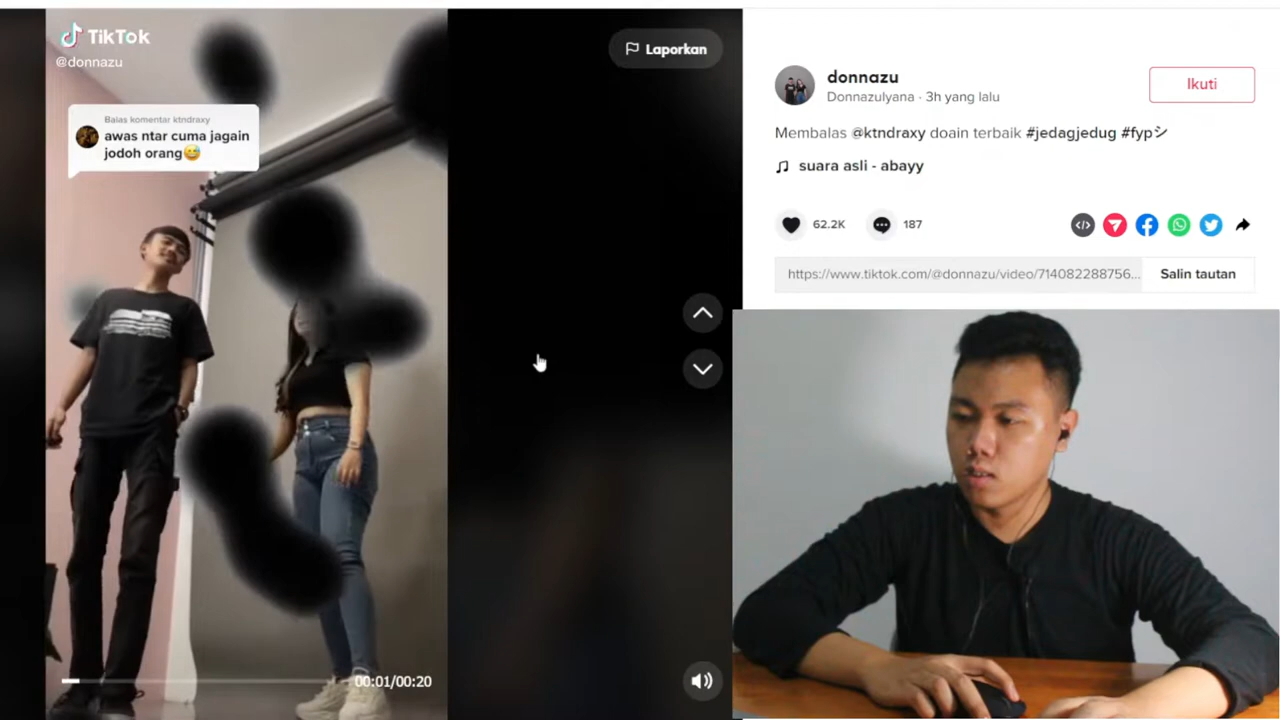 TikTok
@donnazu
Balas komentar ktndraxy
awas ntar cuma jagain
jodoh orang😅
Laporkan
00:01/00:20
donnazu
Donnazulyana · 3h yang lalu
Ikuti
Membalas @ktndraxy doain terbaik #jedagjedug #fypシ
suara asli - abayy
62.2K
187
https://www.tiktok.com/@donnazu/video/714082288756...
Salin tautan